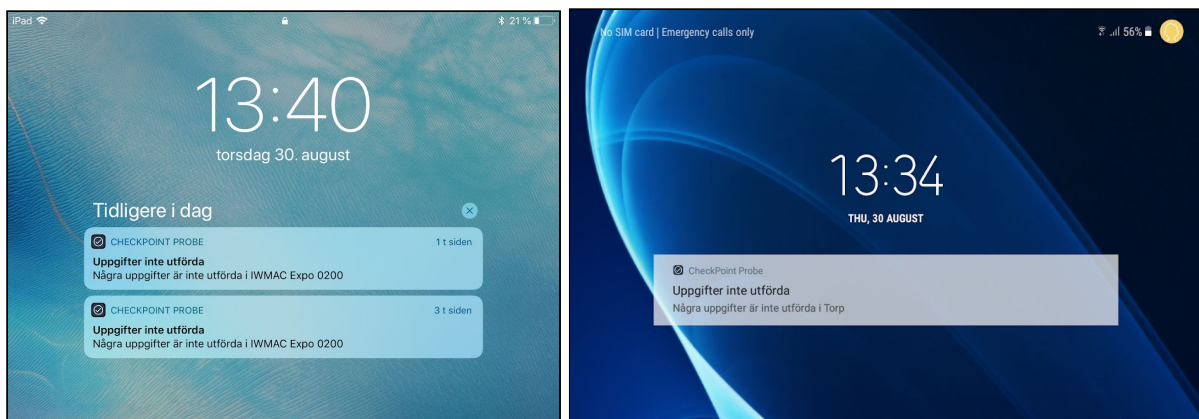 iPad
21 %
13:40
torsdag 30. august
Tidligere i dag
CHECKPOINT PROBE 1 t siden
Uppgifter inte utförda
Några uppgifter är inte utförda i IWMAC Expo 0200
CHECKPOINT PROBE 3 t siden
Uppgifter inte utförda
Några uppgifter är inte utförda i IWMAC Expo 0200
No SIM card | Emergency calls only
56%
13:34
THU, 30 AUGUST
CheckPoint Probe
Uppgifter inte utförda
Några uppgifter är inte utförda i Torp